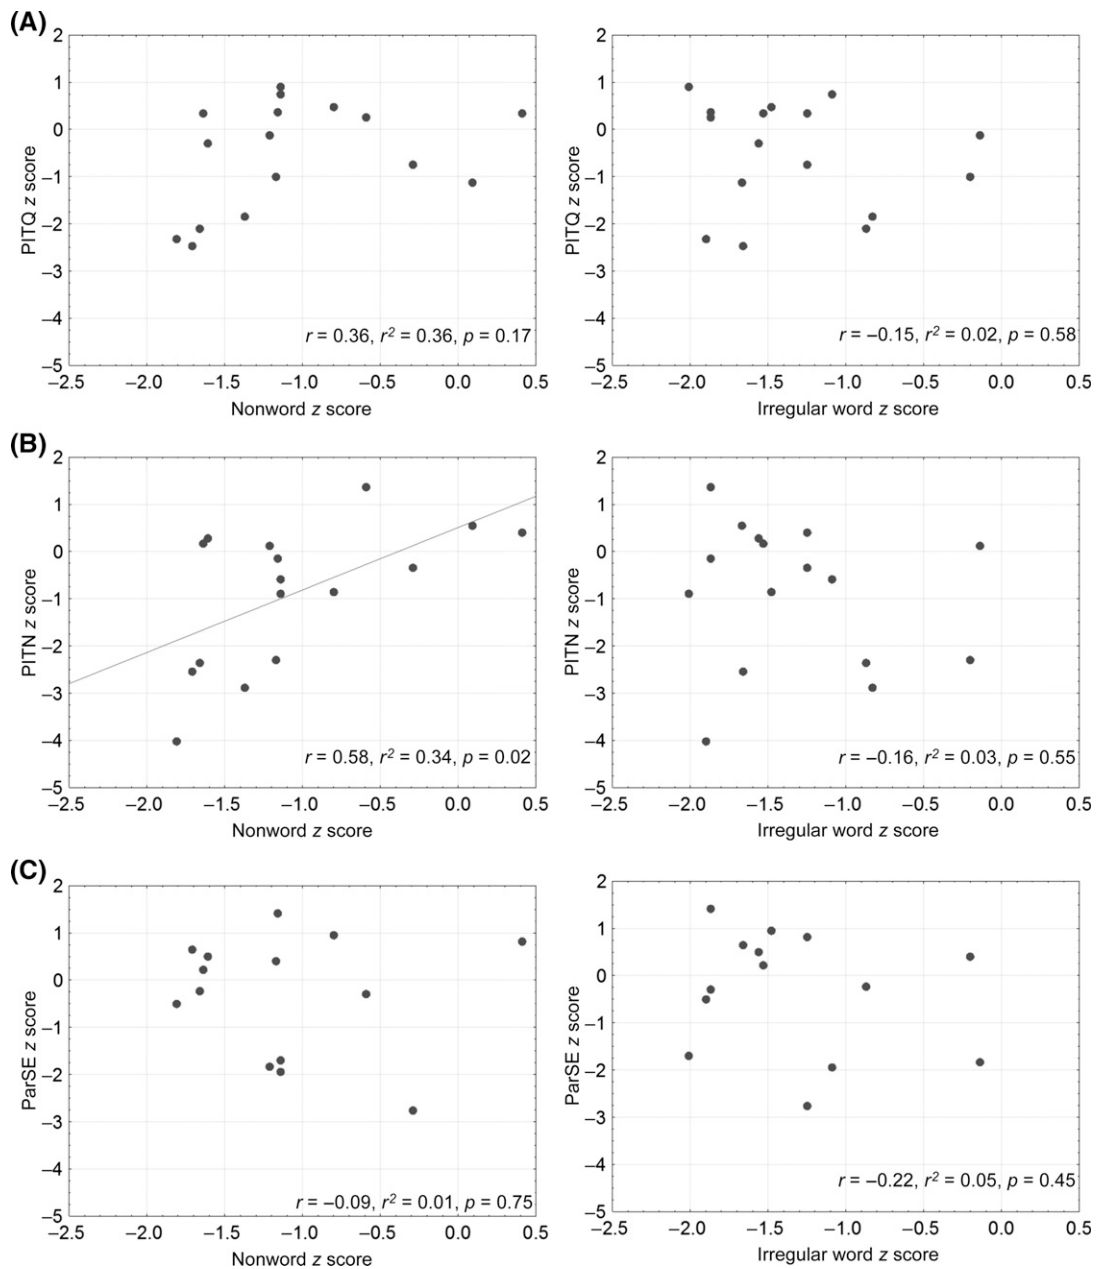 (A)
2
1
0
–1
–2
–3
–4
–5
PITQ z score
–2.5 –2.0 –1.5 –1.0 –0.5 0.0 0.5
Nonword z score
r = 0.36, r² = 0.36, p = 0.17
2
1
0
–1
–2
–3
–4
–5
PITQ z score
–2.5 –2.0 –1.5 –1.0 –0.5 0.0 0.5
Irregular word z score
r = –0.15, r² = 0.02, p = 0.58
(B)
2
1
0
–1
–2
–3
–4
–5
PITN z score
–2.5 –2.0 –1.5 –1.0 –0.5 0.0 0.5
Nonword z score
r = 0.58, r² = 0.34, p = 0.02
2
1
0
–1
–2
–3
–4
–5
PITN z score
–2.5 –2.0 –1.5 –1.0 –0.5 0.0 0.5
Irregular word z score
r = –0.16, r² = 0.03, p = 0.55
(C)
2
1
0
–1
–2
–3
–4
–5
ParSE z score
–2.5 –2.0 –1.5 –1.0 –0.5 0.0 0.5
Nonword z score
r = –0.09, r² = 0.01, p = 0.75
2
1
0
–1
–2
–3
–4
–5
ParSE z score
–2.5 –2.0 –1.5 –1.0 –0.5 0.0 0.5
Irregular word z score
r = –0.22, r² = 0.05, p = 0.45